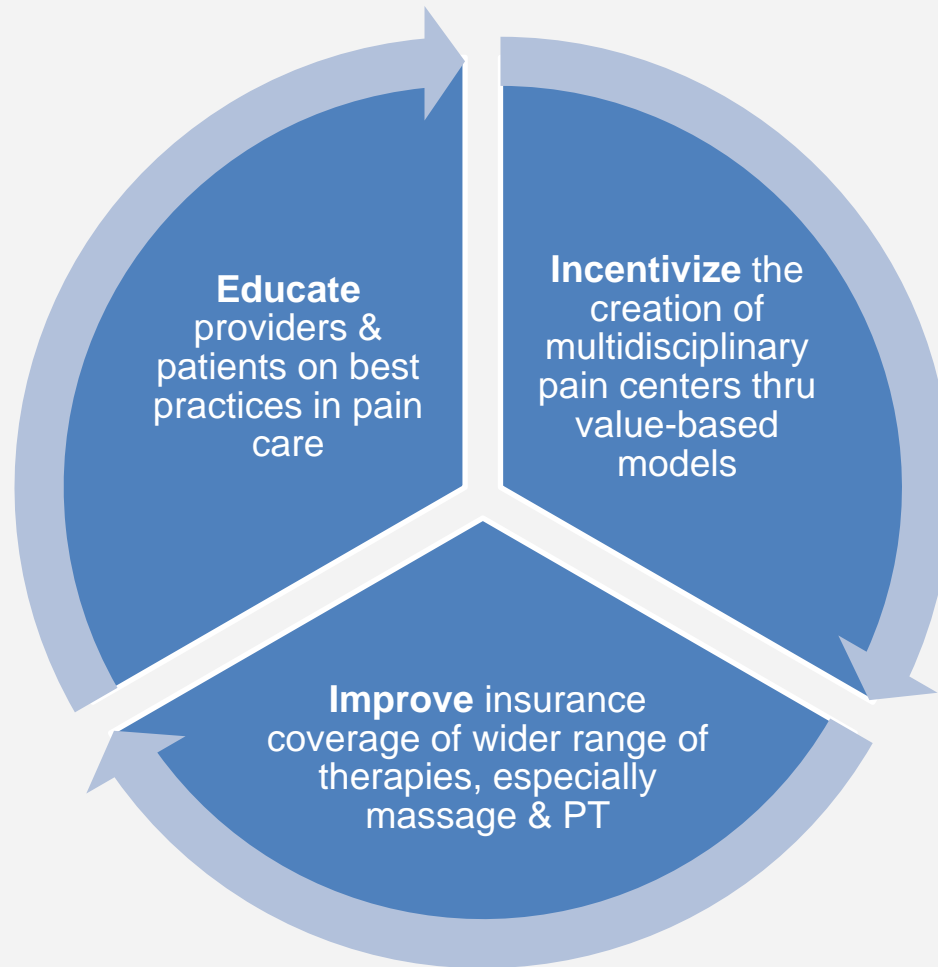 Educate
providers &
patients on best
practices in pain
care
Incentivize the
creation of
multidisciplinary
pain centers thru
value-based
models
Improve insurance
coverage of wider range of
therapies, especially
massage & PT